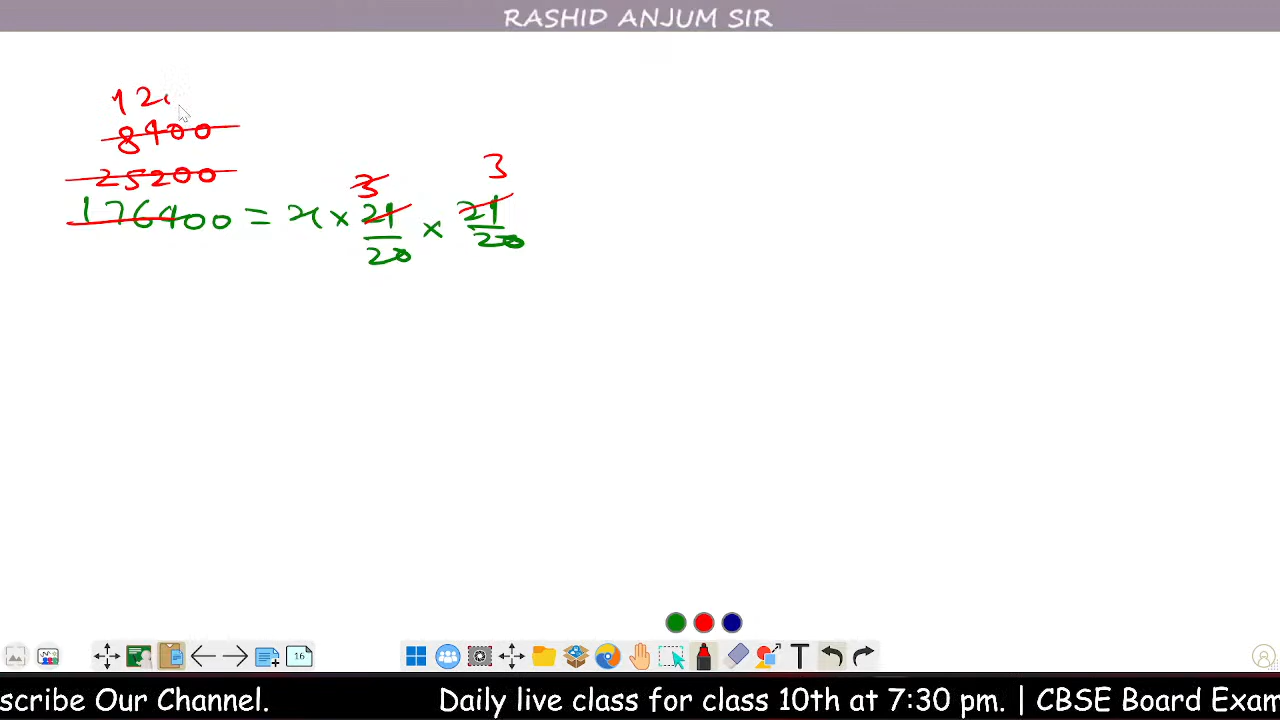 RASHID ANJUM SIR
12
8400
25200 3 3
176400 = x × 21/20 × 21/20
16
scribe Our Channel. Daily live class for class 10th at 7:30 pm. | CBSE Board Exam